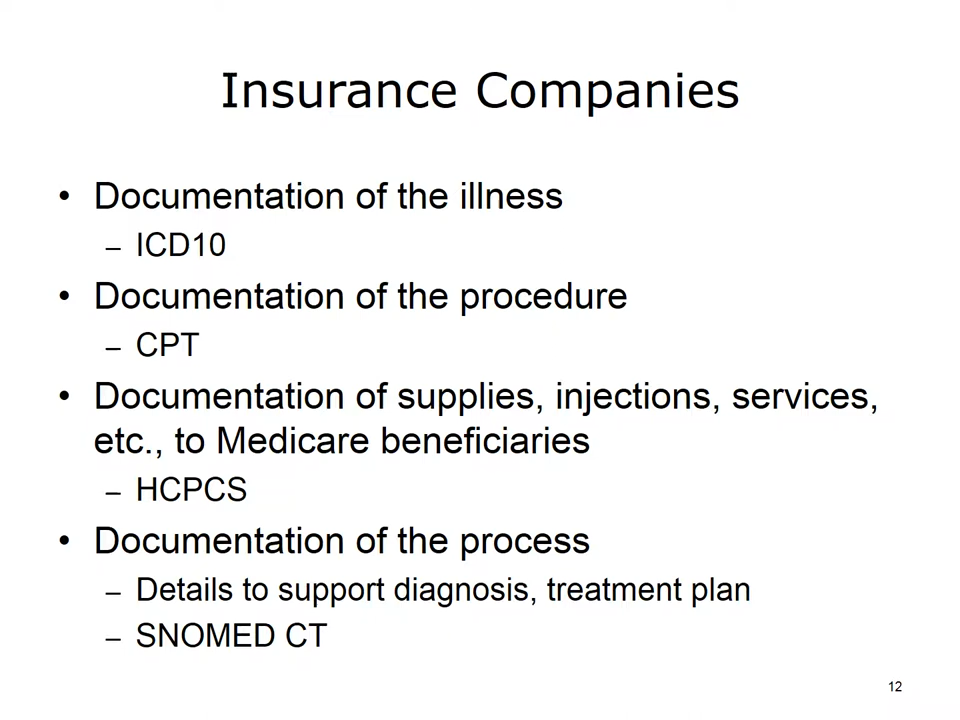 Insurance Companies
• Documentation of the illness
– ICD10
• Documentation of the procedure
– CPT
• Documentation of supplies, injections, services,
etc., to Medicare beneficiaries
– HCPCS
• Documentation of the process
– Details to support diagnosis, treatment plan
– SNOMED CT
12